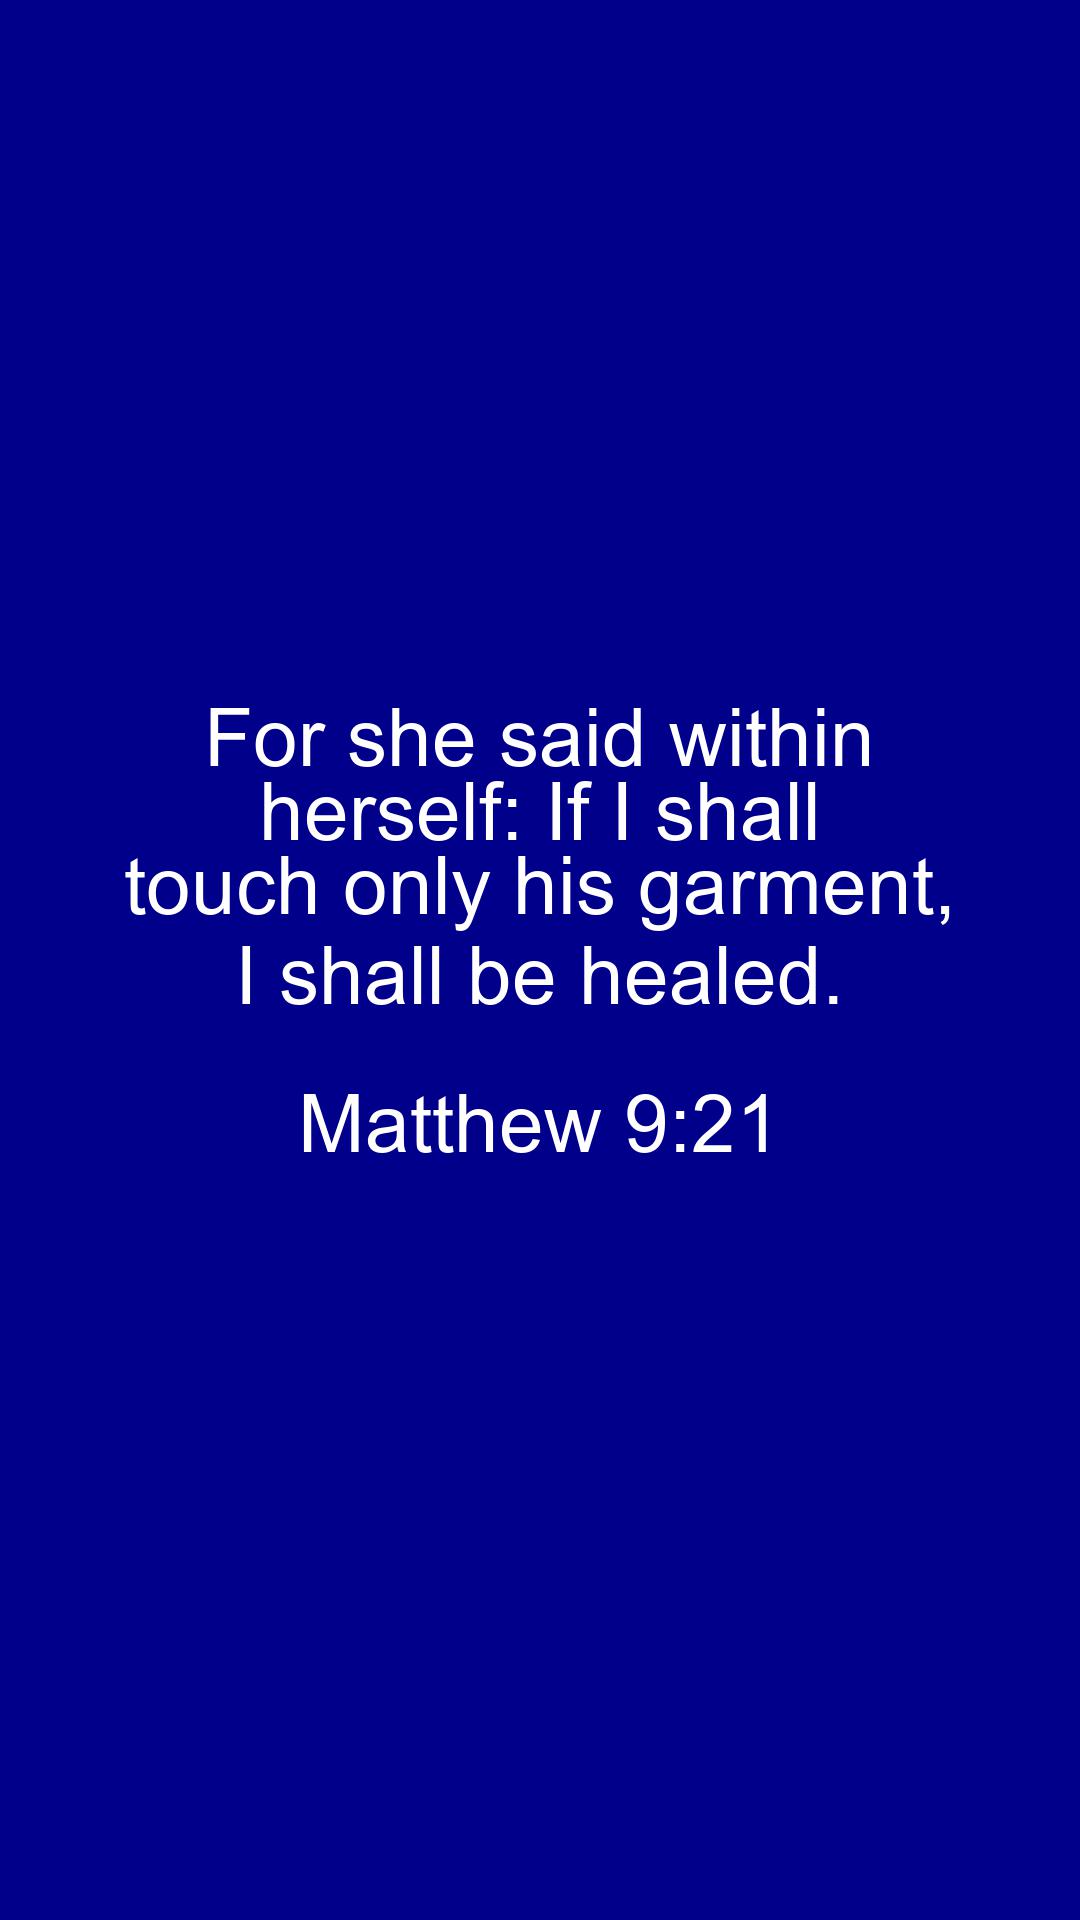 For she said within
herself: If I shall
touch only his garment,
I shall be healed.
Matthew 9:21